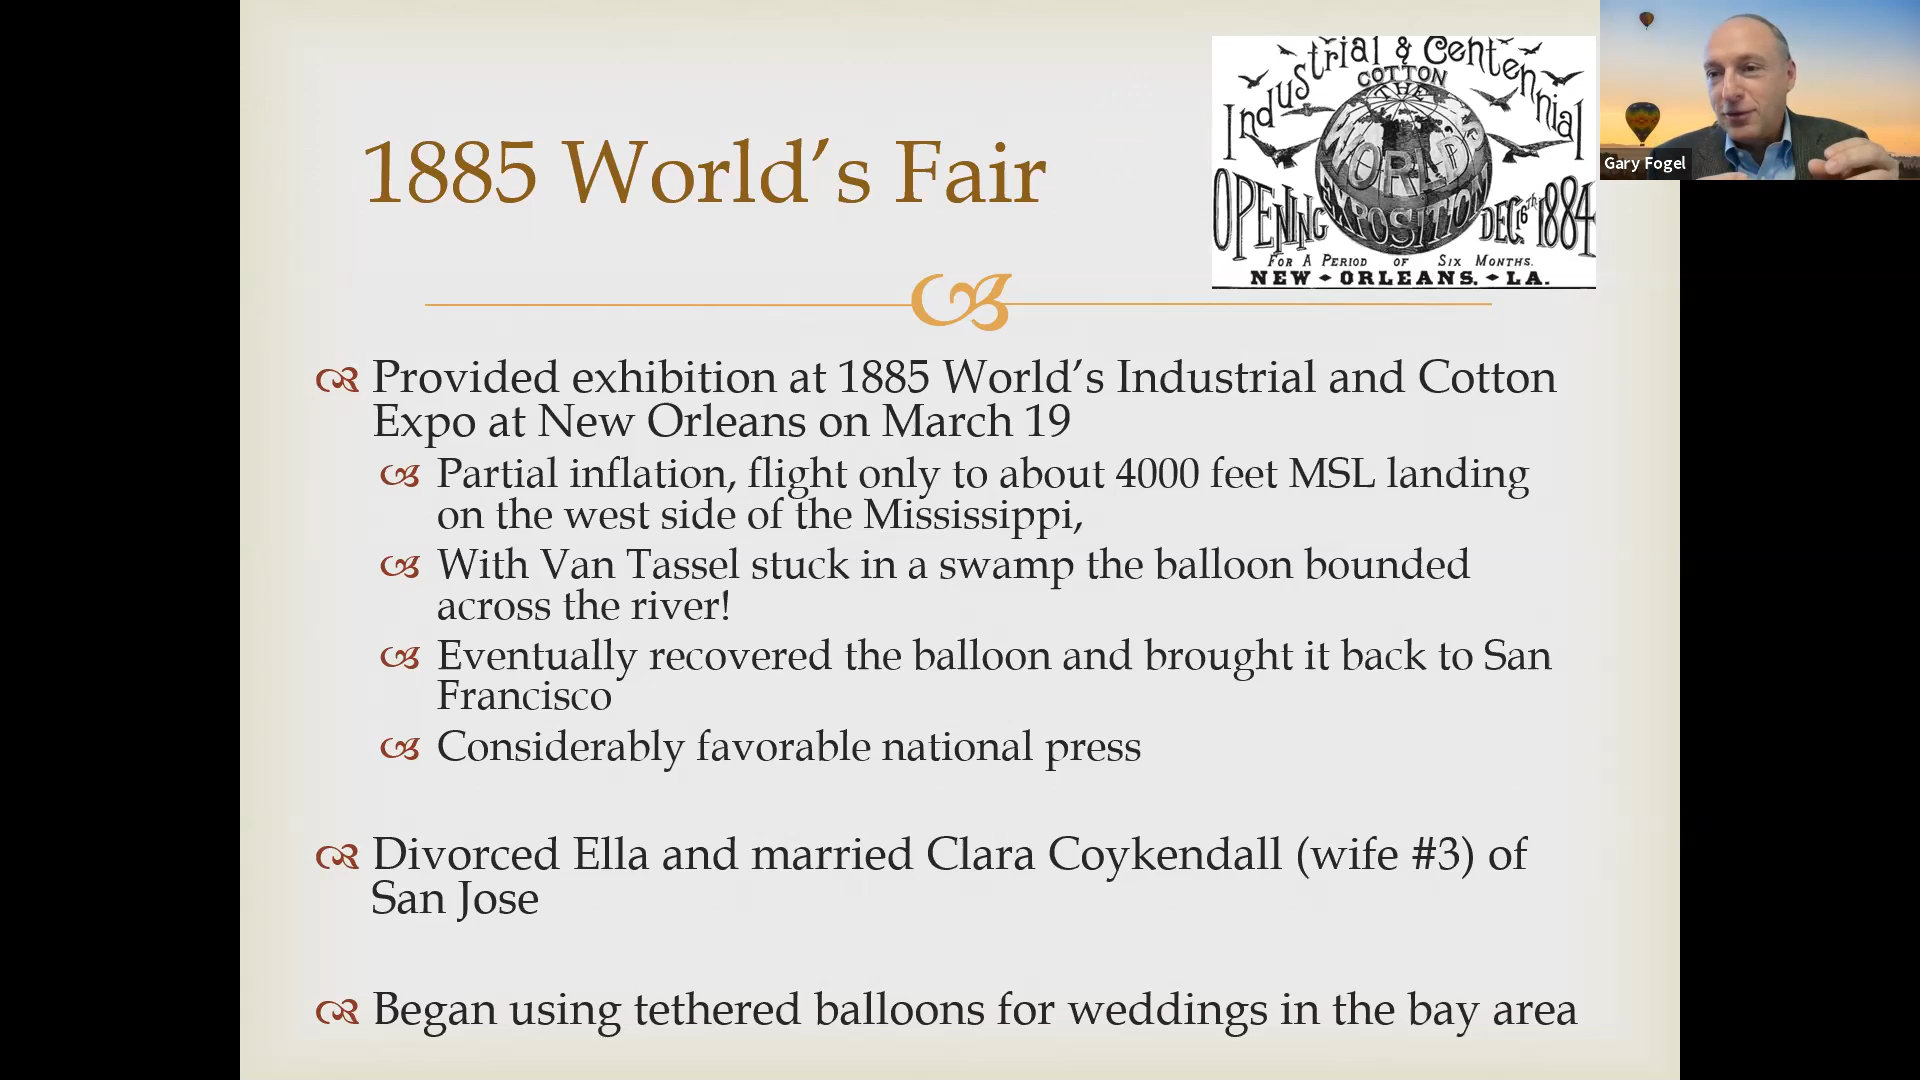 1885 World’s Fair
Industrial & Centennial
COTTON
THE
WORLD'S
EXPOSITION
OPENING
DEC. 16th 1884
FOR A PERIOD OF SIX MONTHS.
NEW ORLEANS. LA.
Gary Fogel
Provided exhibition at 1885 World’s Industrial and Cotton
Expo at New Orleans on March 19
Partial inflation, flight only to about 4000 feet MSL landing
on the west side of the Mississippi,
With Van Tassel stuck in a swamp the balloon bounded
across the river!
Eventually recovered the balloon and brought it back to San
Francisco
Considerably favorable national press
Divorced Ella and married Clara Coykendall (wife #3) of
San Jose
Began using tethered balloons for weddings in the bay area